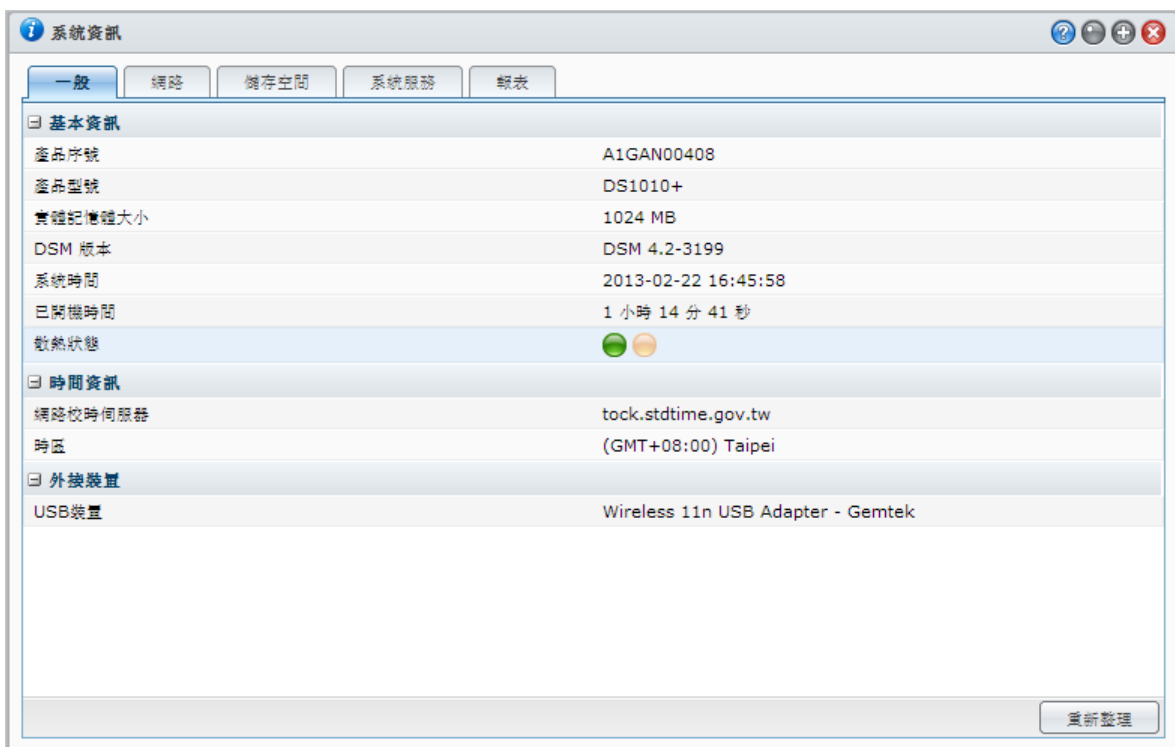 系統資訊
一般 網路 儲存空間 系統服務 報表
基本資訊
產品序號 A1GAN00408
產品型號 DS1010+
實體記憶體大小 1024 MB
DSM 版本 DSM 4.2-3199
系統時間 2013-02-22 16:45:58
已開機時間 1 小時 14 分 41 秒
散熱狀態
時間資訊
網路校時伺服器 tock.stdtime.gov.tw
時區 (GMT+08:00) Taipei
外接裝置
USB裝置 Wireless 11n USB Adapter - Gemtek
重新整理